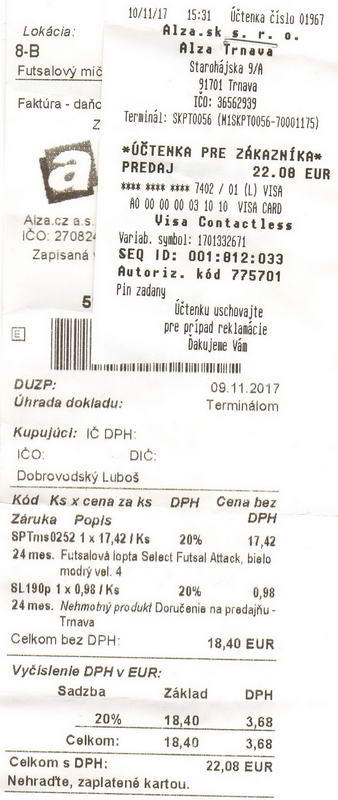 10/11/17 15:31 Účtenka číslo 01967
Alza.sk s. r. o.
Alza Trnava
Starohájska 9/A
91701 Trnava
IČO: 36562939
Terminál: SKPT0056 (M1SKPT0056-70001175)
*ÚČTENKA PRE ZÁKAZNÍKA*
PREDAJ 22.08 EUR
**** **** **** 7402 / 01 (L) VISA
A0 00 00 00 03 10 10 VISA CARD
Visa Contactless
Variab. symbol: 1701332671
SEQ ID: 001:812:033
Autoriz. kód 775701
Pin zadany
Účtenku uschovajte
pre prípad reklamácie
Ďakujeme Vám
Lokácia:
8-B
Futsalový míč
Faktúra - daňo
Z
a
Alza.cz a.s.
IČO: 27082
Zapísaná
5
E
DUZP: 09.11.2017
Úhrada dokladu: Terminálom
Kupujúci: IČ DPH:
IČO: DIČ:
Dobrovodský Luboš
Kód Ks x cena za ks DPH Cena bez
Záruka Popis DPH
SPTms0252 1 x 17,42 / Ks 20% 17,42
24 mes. Futsalová lopta Select Futsal Attack, bielo
modrý vel. 4
SL190p 1 x 0,98 / Ks 20% 0,98
24 mes. Nehmotný produkt Doručenie na predajňu -
Trnava
Celkom bez DPH: 18,40 EUR
Vyčíslenie DPH v EUR:
Sadzba Základ DPH
20% 18,40 3,68
Celkom: 18,40 3,68
Celkom s DPH: 22,08 EUR
Nehraďte, zaplatené kartou.